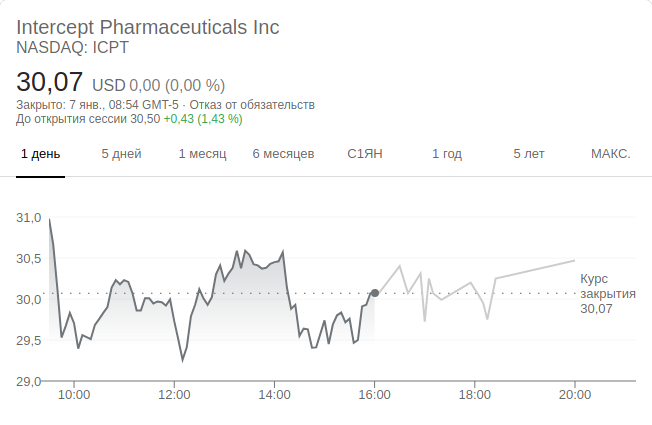 Intercept Pharmaceuticals Inc
NASDAQ: ICPT
30,07 USD 0,00 (0,00 %)
Закрыто: 7 янв., 08:54 GMT-5 · Отказ от обязательств
До открытия сессии 30,50 +0,43 (1,43 %)
1 день 5 дней 1 месяц 6 месяцев С1ЯН 1 год 5 лет МАКС.
31,0
30,5
30,0
29,5
29,0
Курс
закрытия
30,07
10:00 12:00 14:00 16:00 18:00 20:00